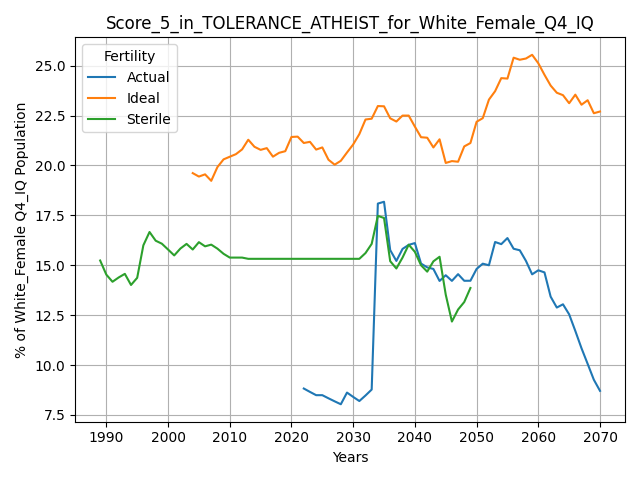 Score_5_in_TOLERANCE_ATHEIST_for_White_Female_Q4_IQ
Fertility
Actual
Ideal
Sterile
% of White_Female Q4_IQ Population
25.0
22.5
20.0
17.5
15.0
12.5
10.0
7.5
1990 2000 2010 2020 2030 2040 2050 2060 2070
Years